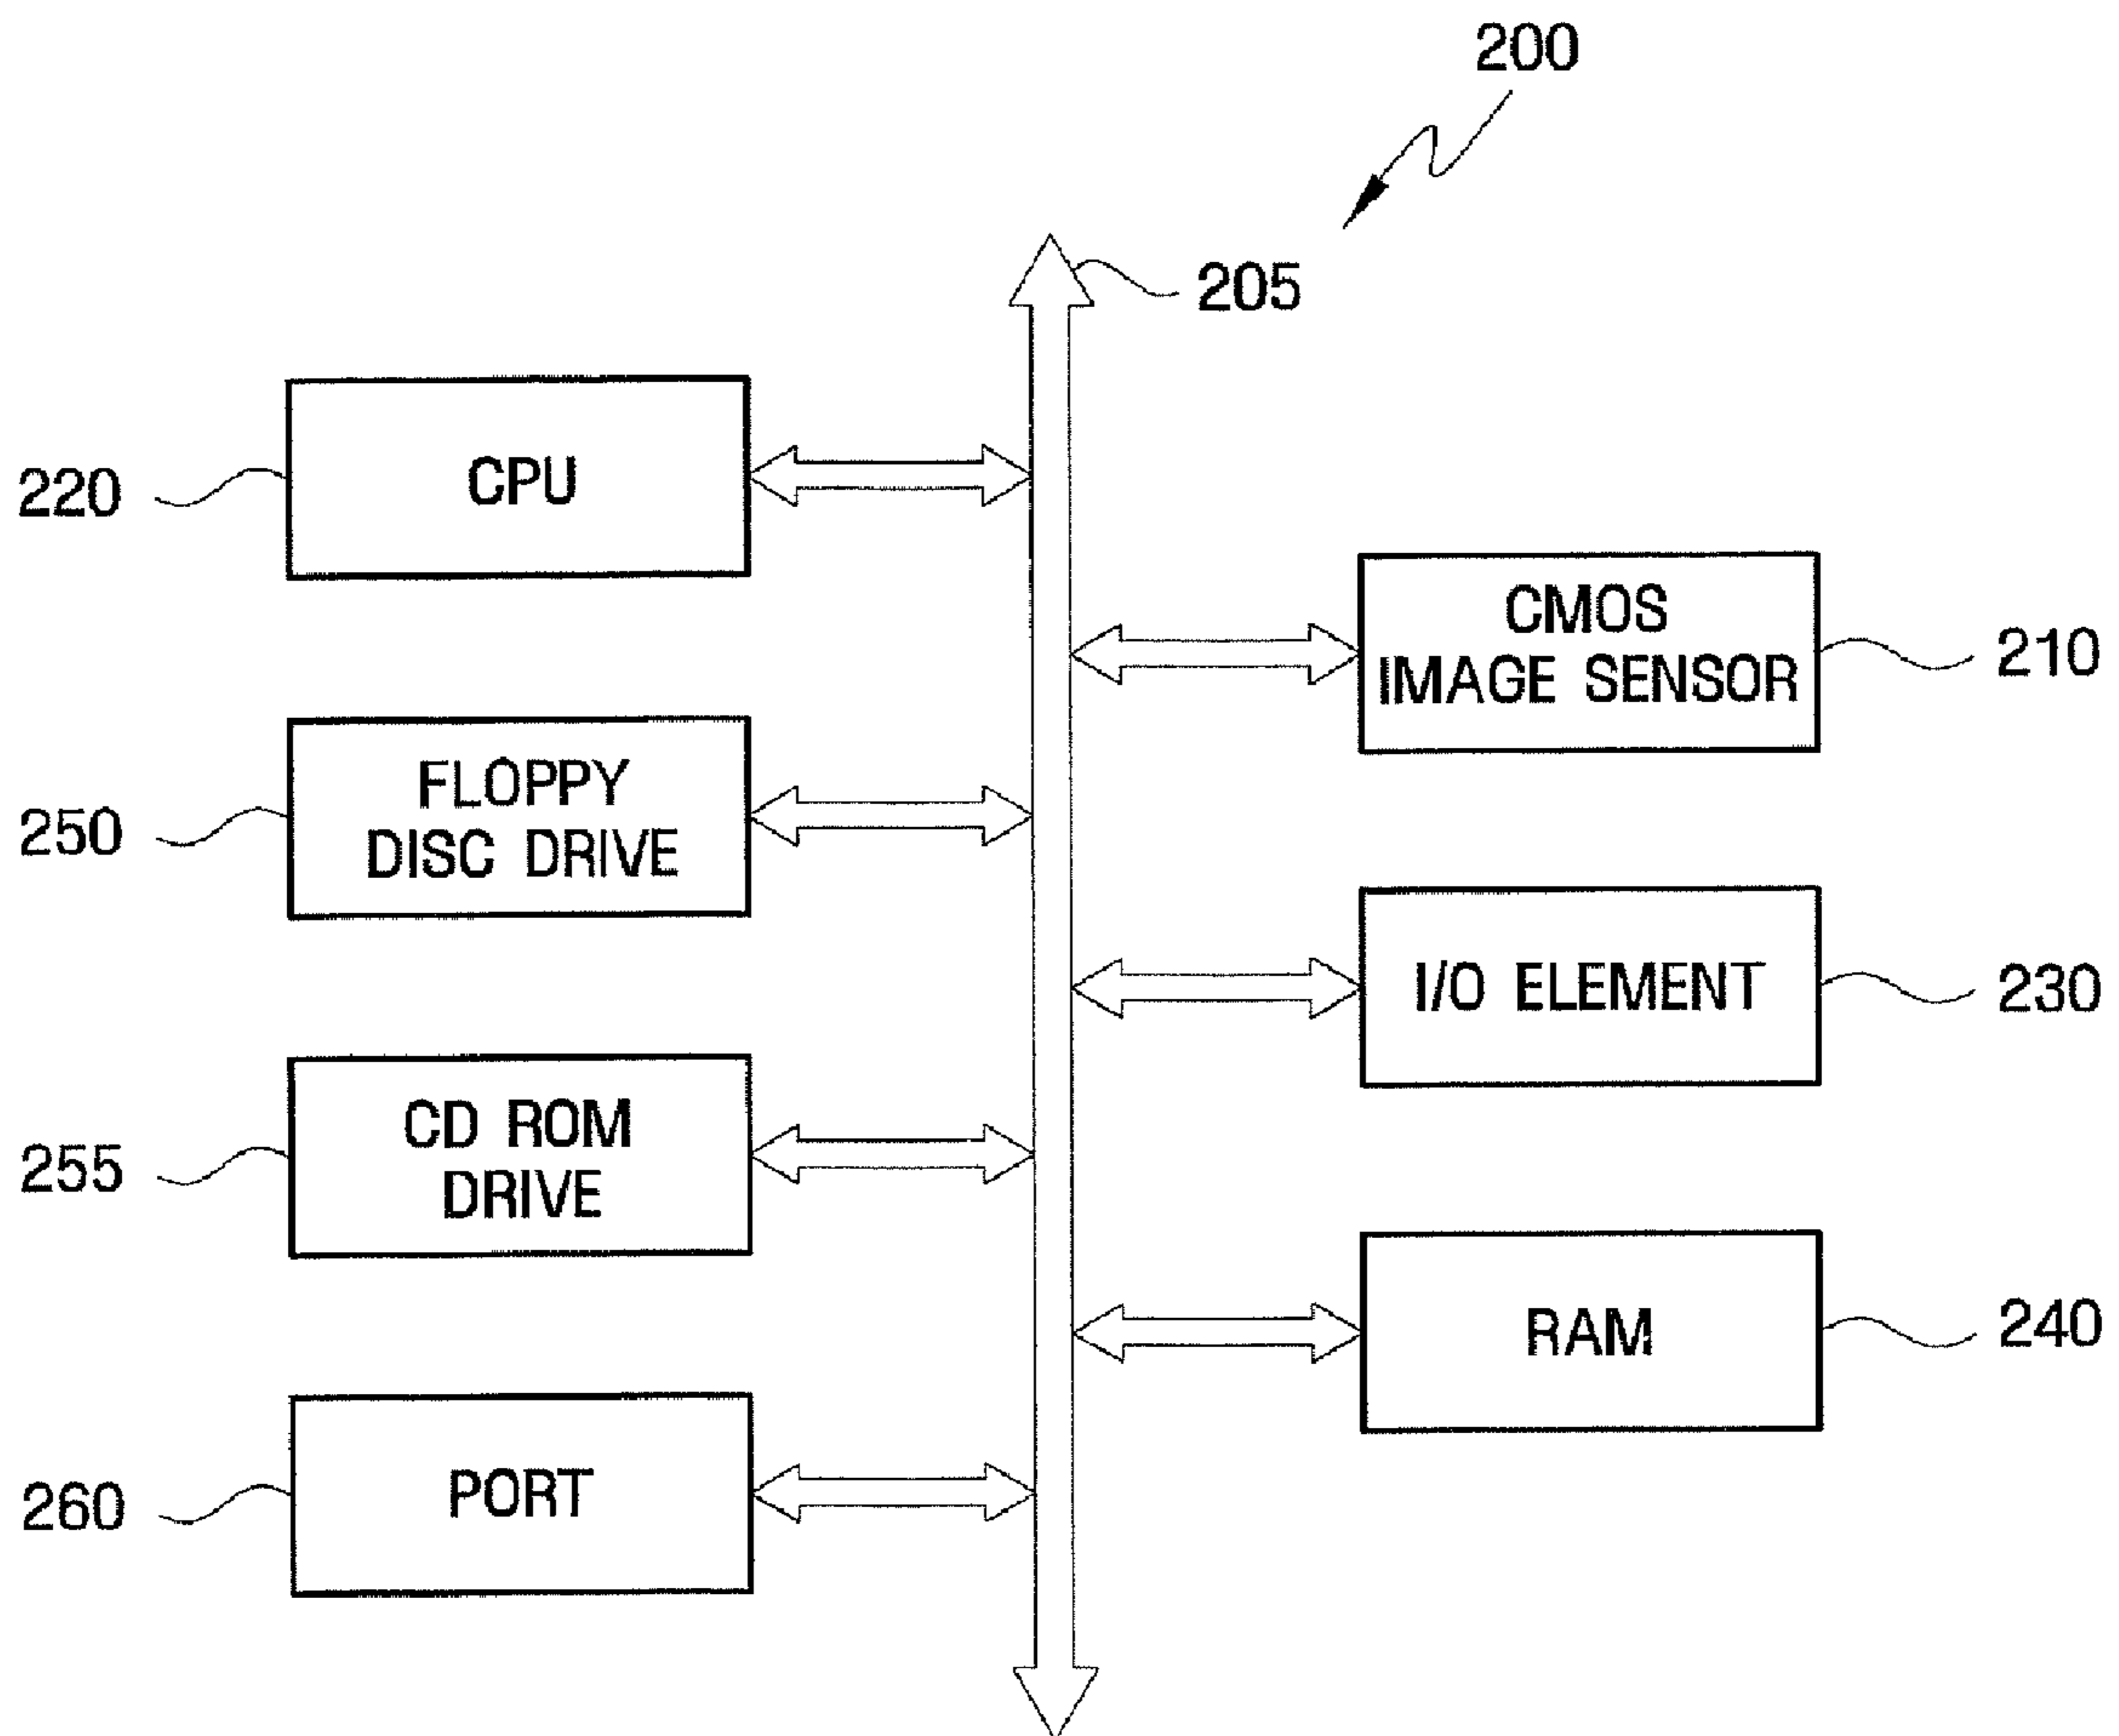 200
205
CPU
220
CMOS
IMAGE SENSOR
210
FLOPPY
DISC DRIVE
250
I/O ELEMENT
230
CD ROM
DRIVE
255
RAM
240
PORT
260